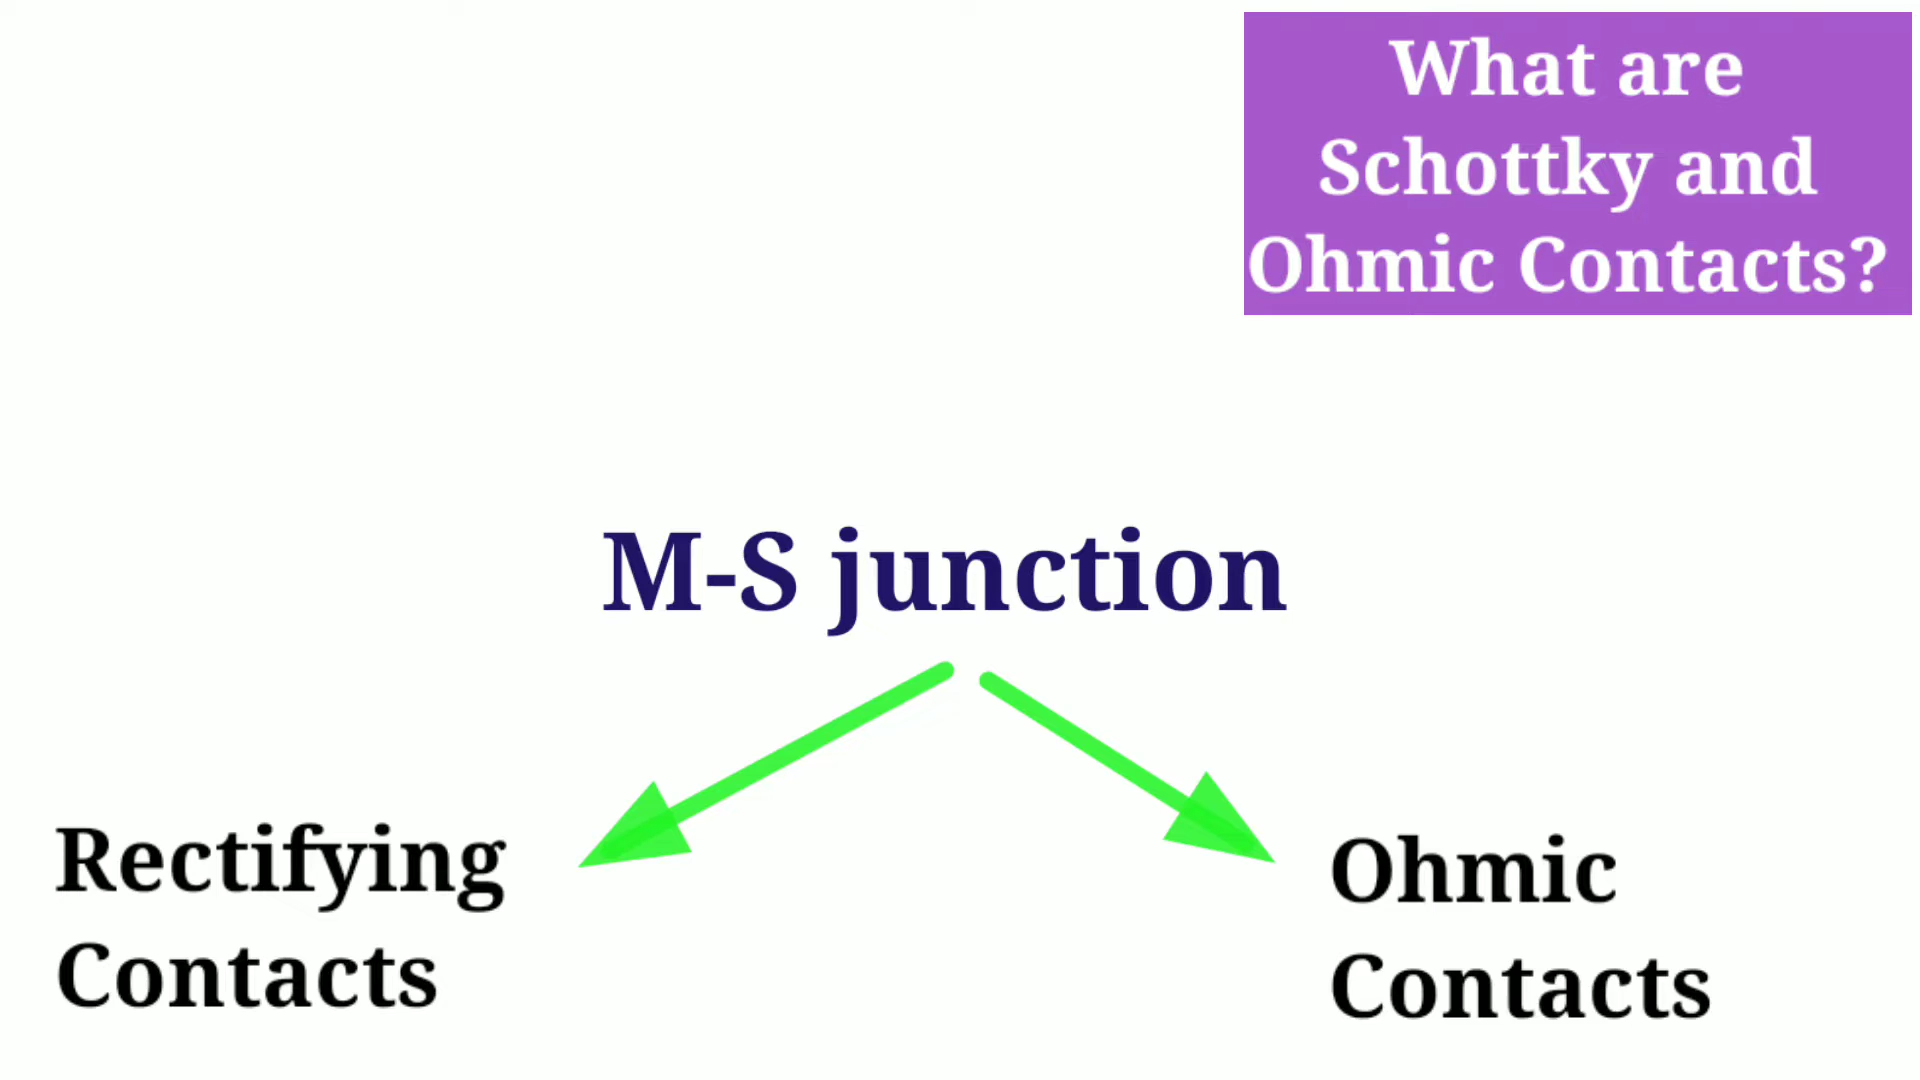 What are
Schottky and
Ohmic Contacts?
M-S junction
Rectifying
Contacts
Ohmic
Contacts